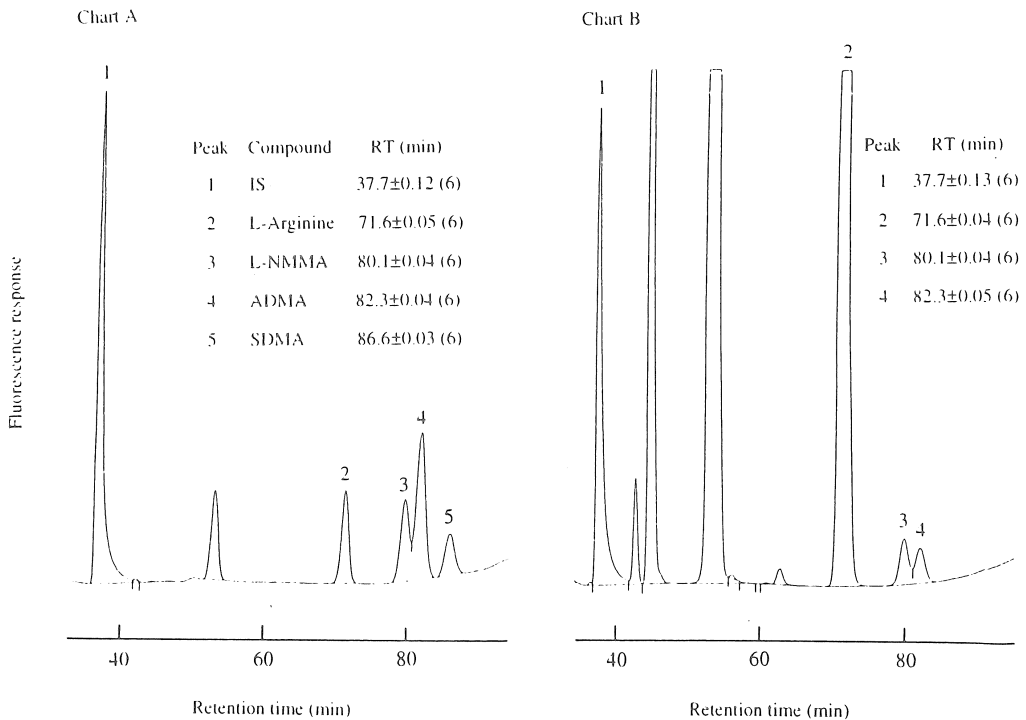 Chart A
1
Peak Compound RT (min)
1 IS 37.7±0.12 (6)
2 L-Arginine 71.6±0.05 (6)
3 L-NMMA 80.1±0.04 (6)
4 ADMA 82.3±0.04 (6)
5 SDMA 86.6±0.03 (6)
Fluorescence response
2
3
4
5
40 60 80
Retention time (min)
Chart B
1
2
Peak RT (min)
1 37.7±0.13 (6)
2 71.6±0.04 (6)
3 80.1±0.04 (6)
4 82.3±0.05 (6)
3
4
40 60 80
Retention time (min)